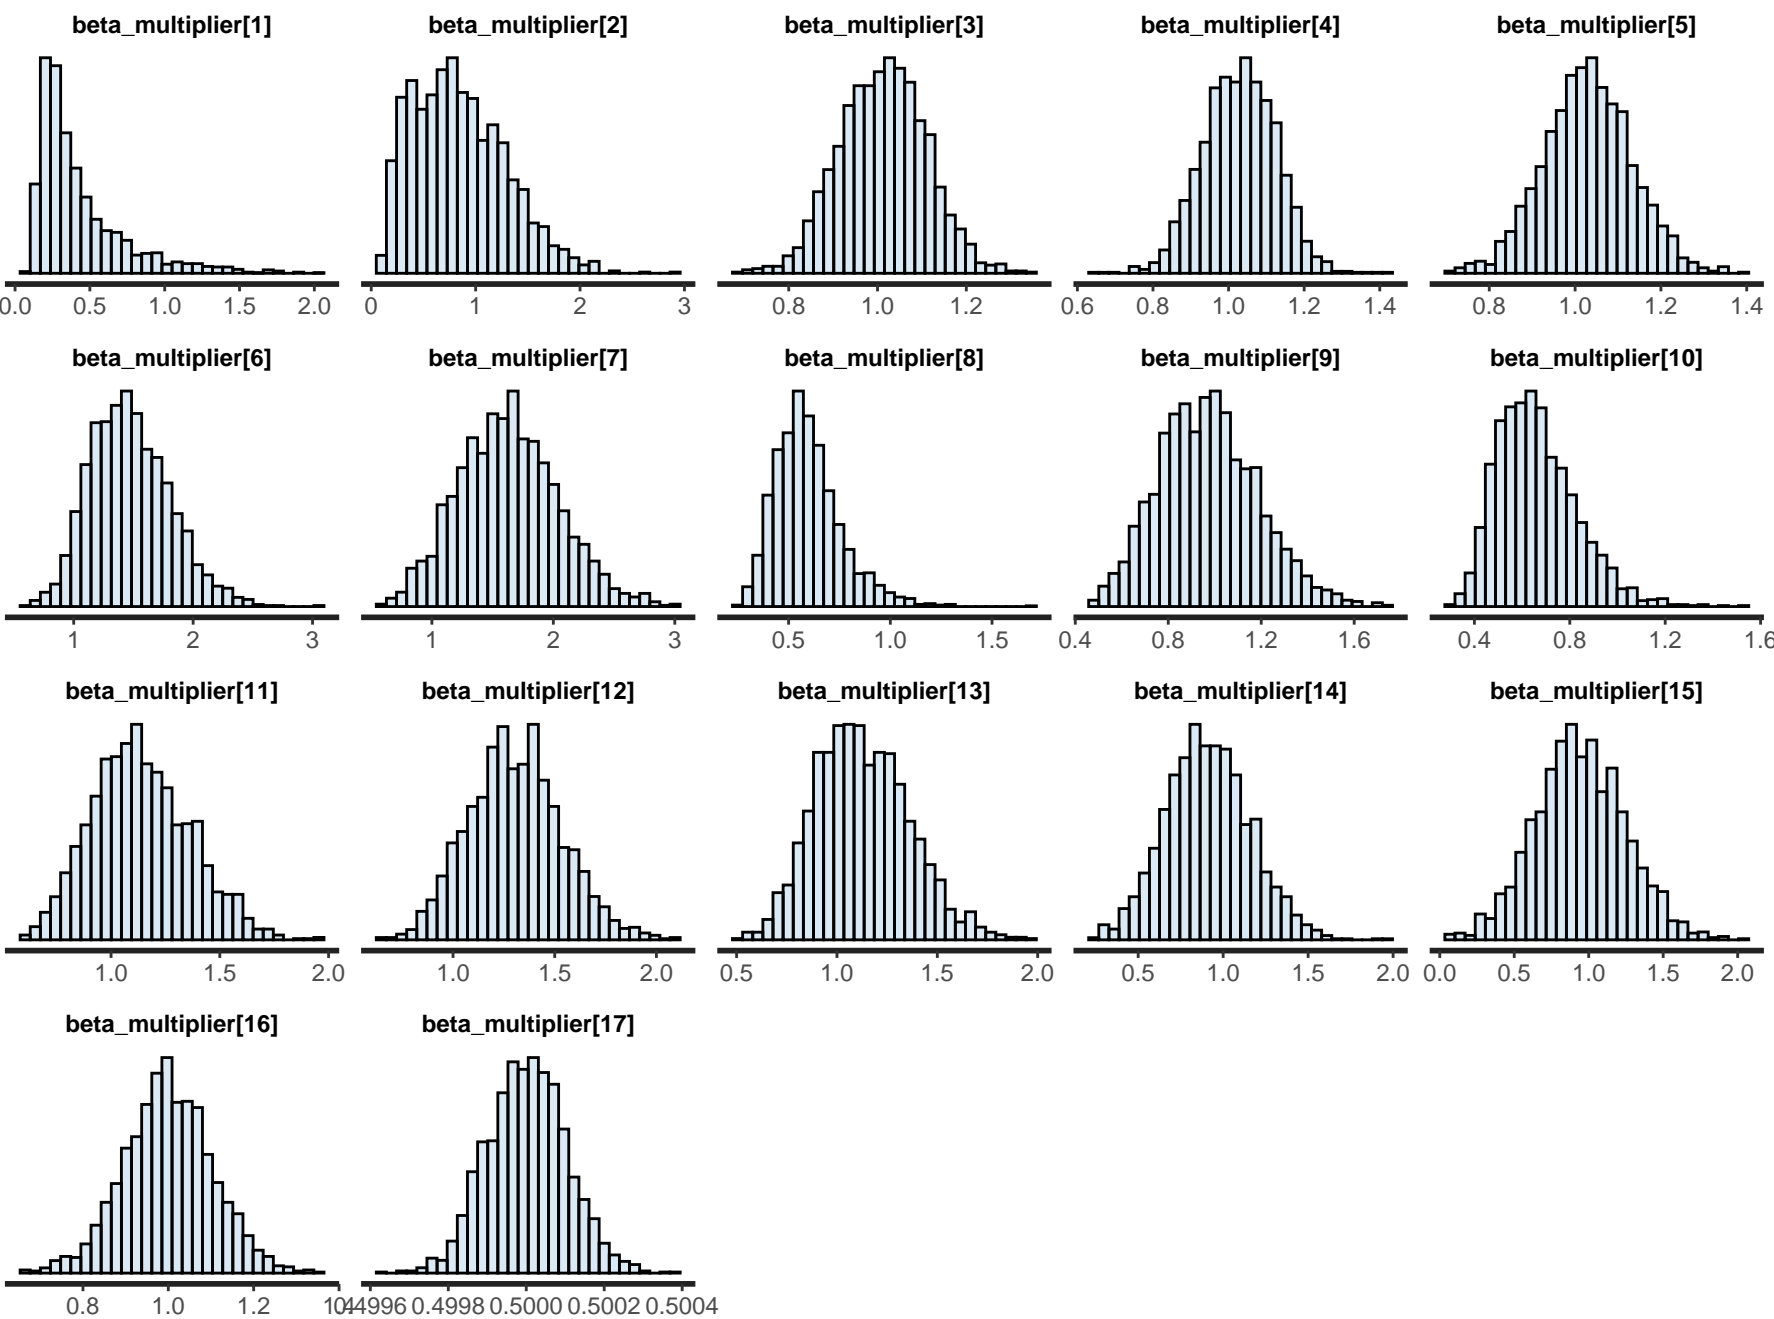 beta_multiplier[1] beta_multiplier[2] beta_multiplier[3] beta_multiplier[4] beta_multiplier[5]
0.0 0.5 1.0 1.5 2.0 0 1 2 3 0.8 1.0 1.2 0.6 0.8 1.0 1.2 1.4 0.8 1.0 1.2 1.4
beta_multiplier[6] beta_multiplier[7] beta_multiplier[8] beta_multiplier[9] beta_multiplier[10]
1 2 3 1 2 3 0.5 1.0 1.5 0.4 0.8 1.2 1.6 0.4 0.8 1.2 1.6
beta_multiplier[11] beta_multiplier[12] beta_multiplier[13] beta_multiplier[14] beta_multiplier[15]
1.0 1.5 2.0 1.0 1.5 2.0 0.5 1.0 1.5 2.0 0.5 1.0 1.5 2.0 0.0 0.5 1.0 1.5 2.0
beta_multiplier[16] beta_multiplier[17]
0.8 1.0 1.2 1.4 0.4996 0.4998 0.5000 0.5002 0.5004